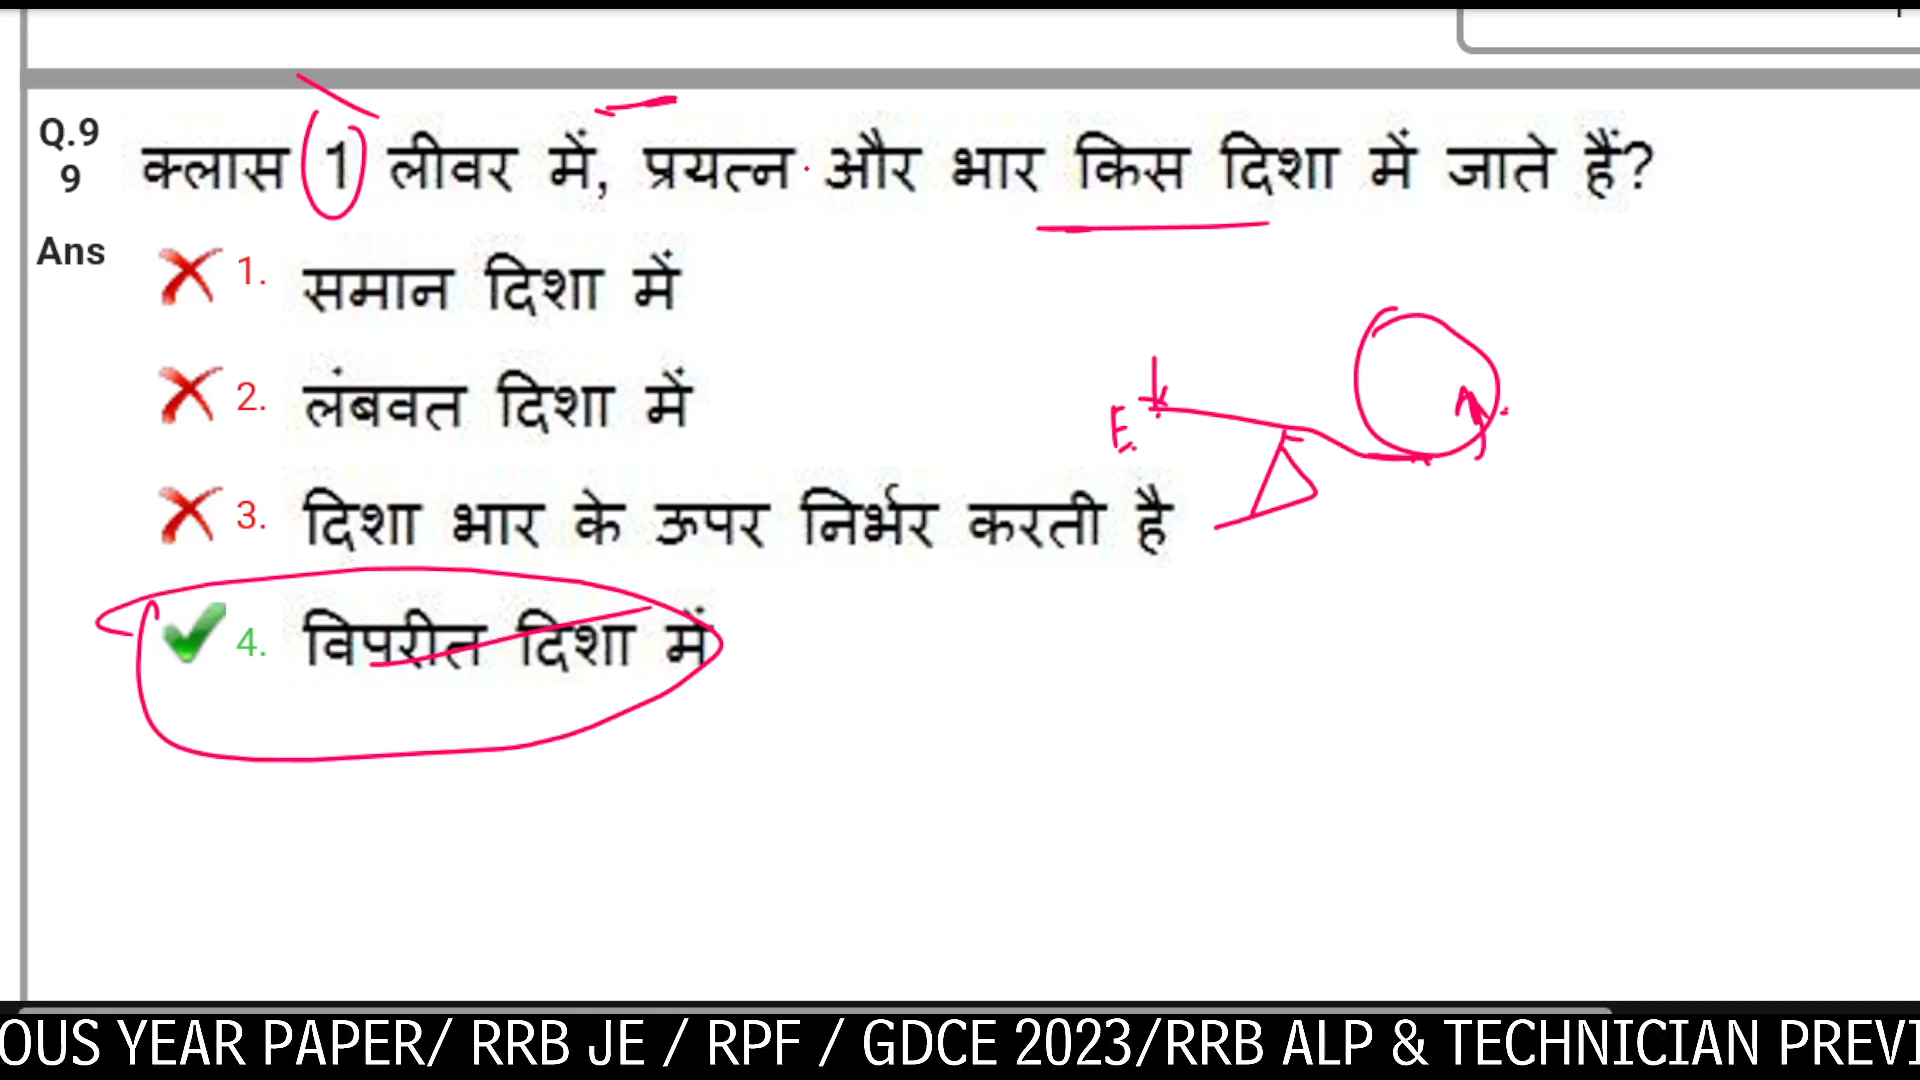 Q.9
9
क्लास 1 लीवर में, प्रयत्न और भार किस दिशा में जाते हैं?
Ans
1. समान दिशा में
2. लंबवत दिशा में
3. दिशा भार के ऊपर निर्भर करती है
4. विपरीत दिशा में
E
OUS YEAR PAPER/ RRB JE / RPF / GDCE 2023/RRB ALP & TECHNICIAN PREVI